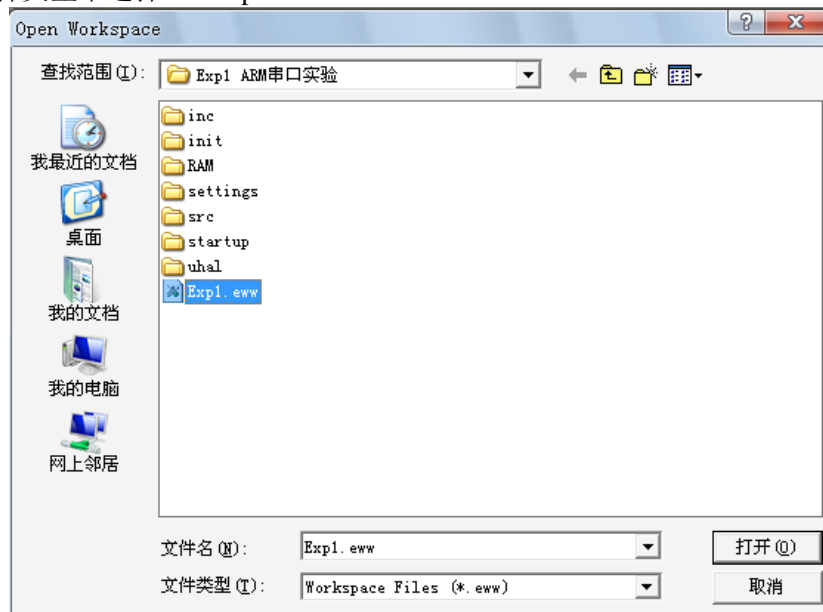 Open Workspace
查找范围(I):
Exp1 ARM串口实验
inc
init
RAM
settings
src
startup
uhal
Exp1.eww
我最近的文档
桌面
我的文档
我的电脑
网上邻居
文件名(N):
Exp1.eww
打开(O)
文件类型(T):
Workspace Files (*.eww)
取消